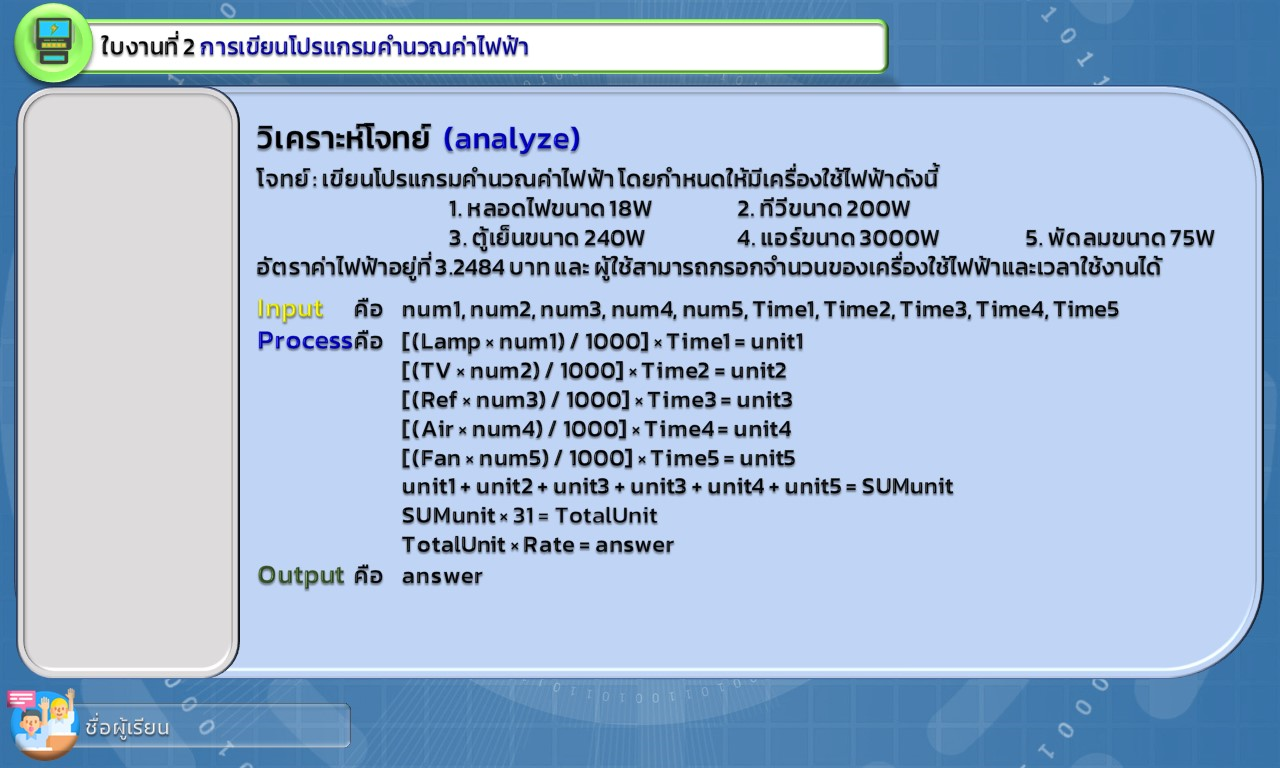 ใบงานที่ 2 การเขียนโปรแกรมคำนวณค่าไฟฟ้า
วิเคราะห์โจทย์ (analyze)
โจทย์ : เขียนโปรแกรมคำนวณค่าไฟฟ้า โดยกำหนดให้มีเครื่องใช้ไฟฟ้าดังนี้
1. หลอดไฟขนาด 18W 2. ทีวีขนาด 200W
3. ตู้เย็นขนาด 240W 4. แอร์ขนาด 3000W 5. พัดลมขนาด 75W
อัตราค่าไฟฟ้าอยู่ที่ 3.2484 บาท และ ผู้ใช้สามารถกรอกจำนวนของเครื่องใช้ไฟฟ้าและเวลาใช้งานได้
Input คือ num1, num2, num3, num4, num5, Time1, Time2, Time3, Time4, Time5
Process คือ [(Lamp × num1) / 1000] × Time1 = unit1
[(TV × num2) / 1000] × Time2 = unit2
[(Ref × num3) / 1000] × Time3 = unit3
[(Air × num4) / 1000] × Time4 = unit4
[(Fan × num5) / 1000] × Time5 = unit5
unit1 + unit2 + unit3 + unit3 + unit4 + unit5 = SUMunit
SUMunit × 31 = TotalUnit
TotalUnit × Rate = answer
Output คือ answer
ชื่อผู้เรียน